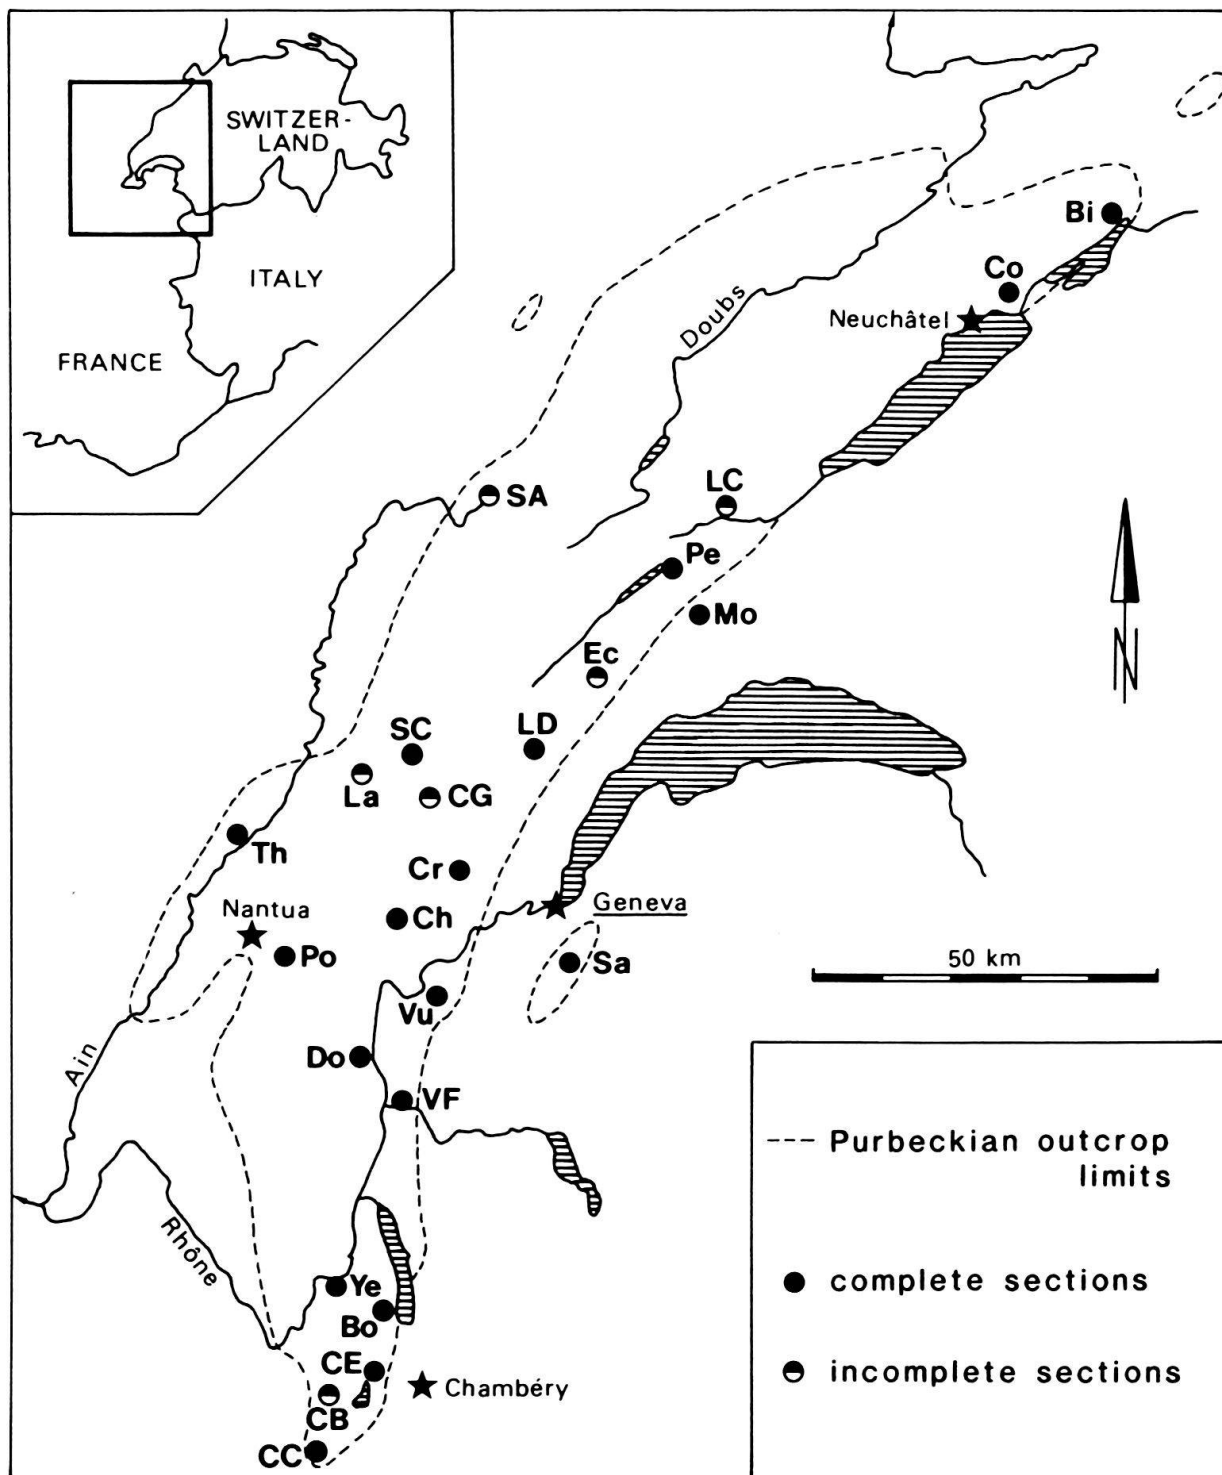 SWITZER-
LAND
ITALY
FRANCE
Bi
Co
Neuchâtel
Doubs
SA
LC
Pe
Mo
Ec
SC
LD
La
CG
Th
Cr
Nantua
Ch
Geneva
Po
Sa
50 km
Vu
Ain
Do
VF
Rhône
Ye
Bo
CE
Chambéry
CB
CC
N
Purbeckian outcrop
limits
complete sections
incomplete sections